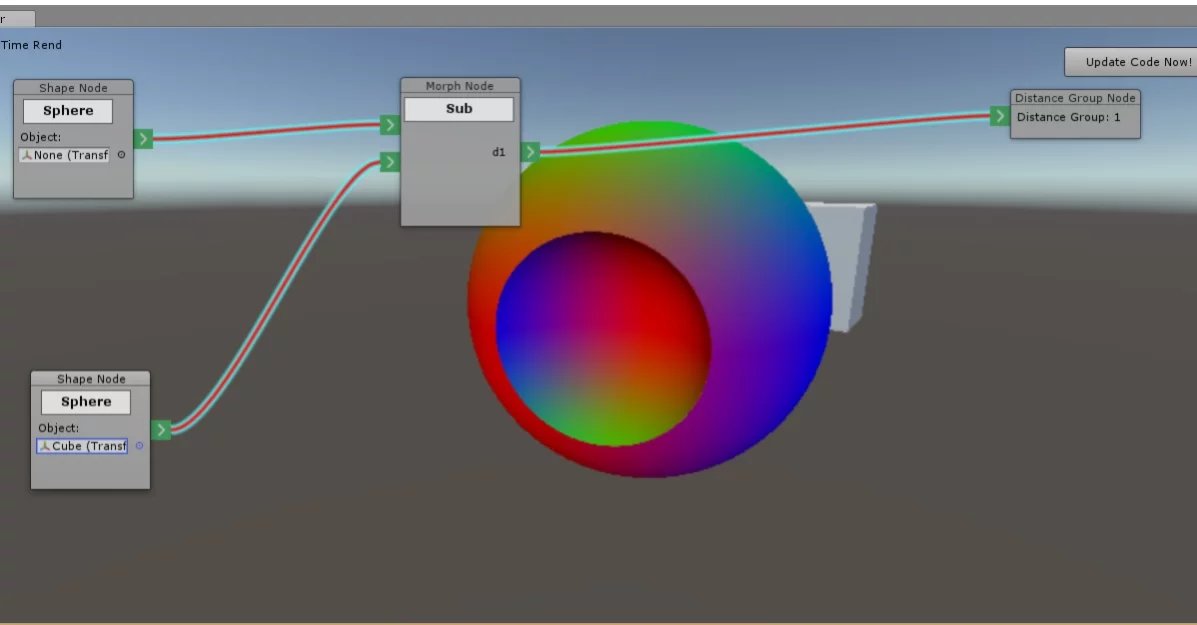 r
Time Rend
Update Code Now!
Shape Node
Sphere
Object:
None (Transf
Morph Node
Sub
d1
Distance Group Node
Distance Group: 1
Shape Node
Sphere
Object:
Cube (Transf